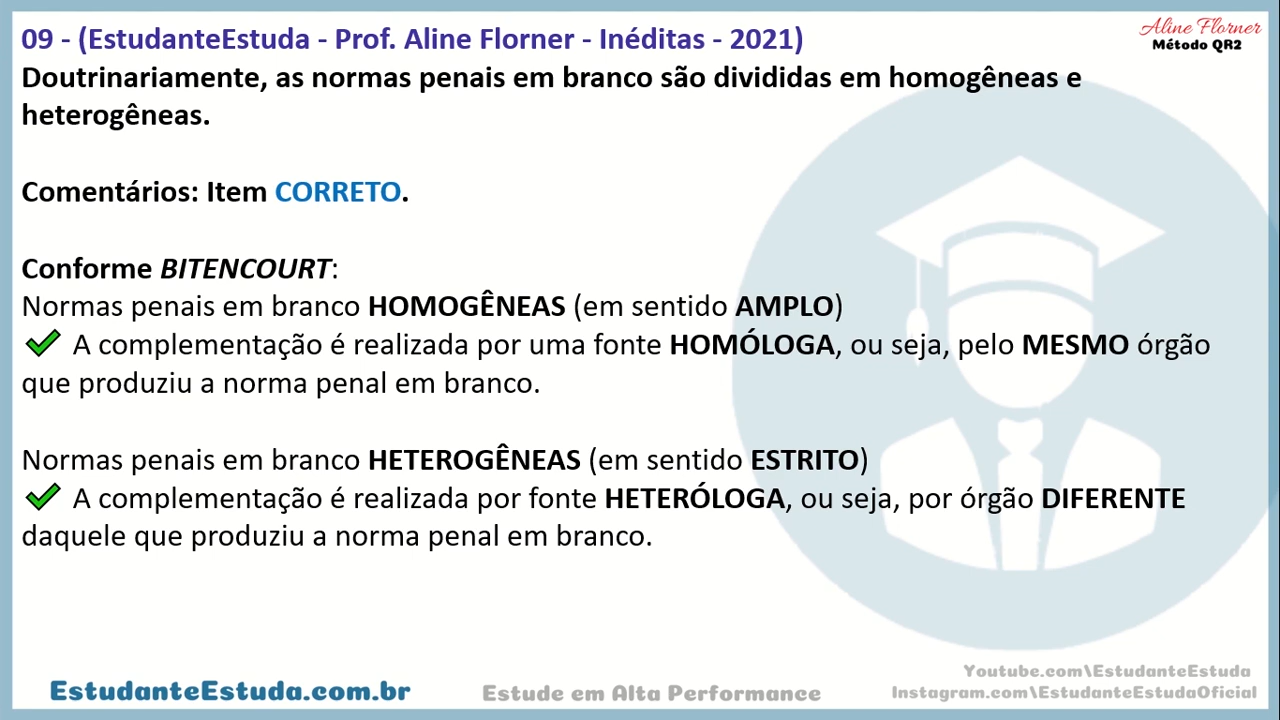 09 - (EstudanteEstuda - Prof. Aline Florner - Inéditas - 2021)
Aline Florner
Método QR2
Doutrinariamente, as normas penais em branco são divididas em homogêneas e
heterogêneas.
Comentários: Item CORRETO.
Conforme BITENCOURT:
Normas penais em branco HOMOGÊNEAS (em sentido AMPLO)
A complementação é realizada por uma fonte HOMÓLOGA, ou seja, pelo MESMO órgão
que produziu a norma penal em branco.
Normas penais em branco HETEROGÊNEAS (em sentido ESTRITO)
A complementação é realizada por fonte HETERÓLOGA, ou seja, por órgão DIFERENTE
daquele que produziu a norma penal em branco.
EstudanteEstuda.com.br
Estude em Alta Performance
Youtube.com\EstudanteEstuda
Instagram.com\EstudanteEstudaOficial